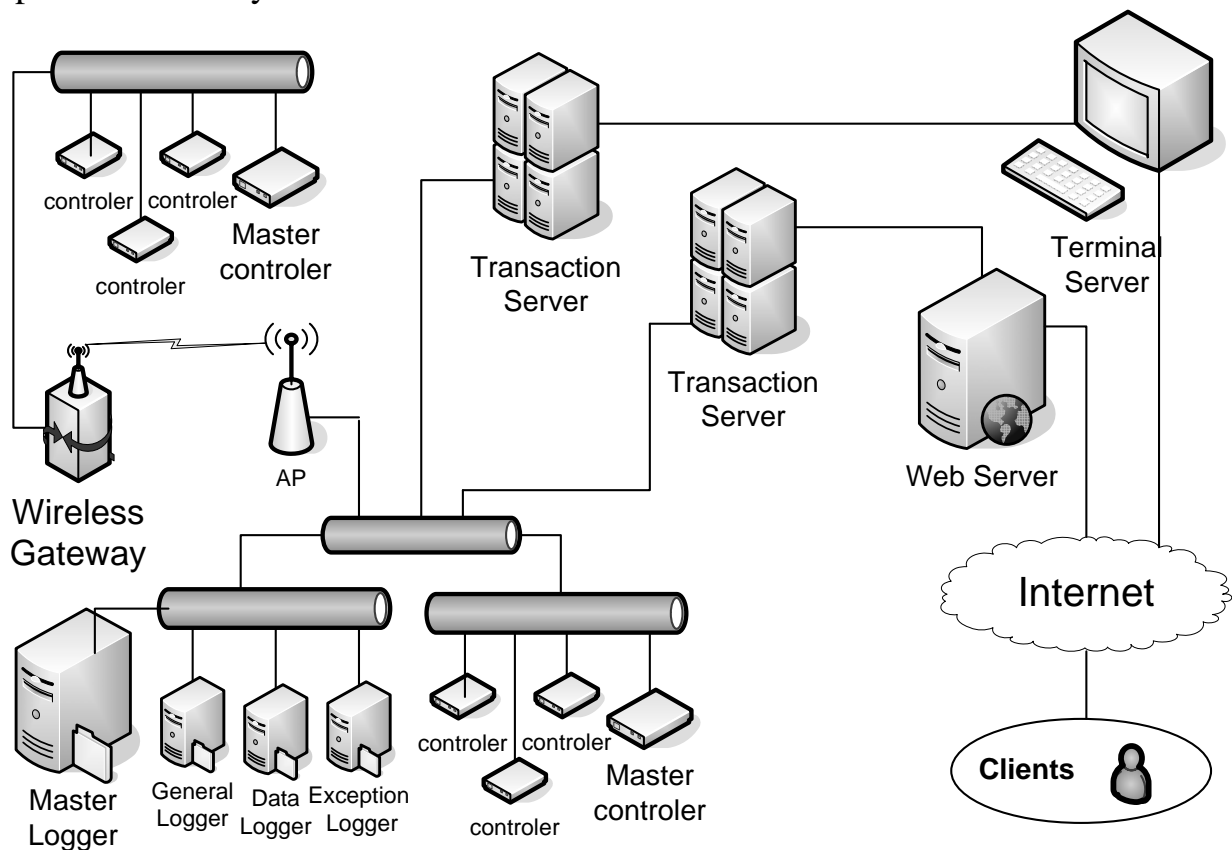 controler
controler
controler
Master
controler
Transaction
Server
Transaction
Server
Terminal
Server
Web Server
AP
Wireless
Gateway
Internet
Clients
Master
Logger
General
Logger
Data
Logger
Exception
Logger
controler
controler
controler
Master
controler